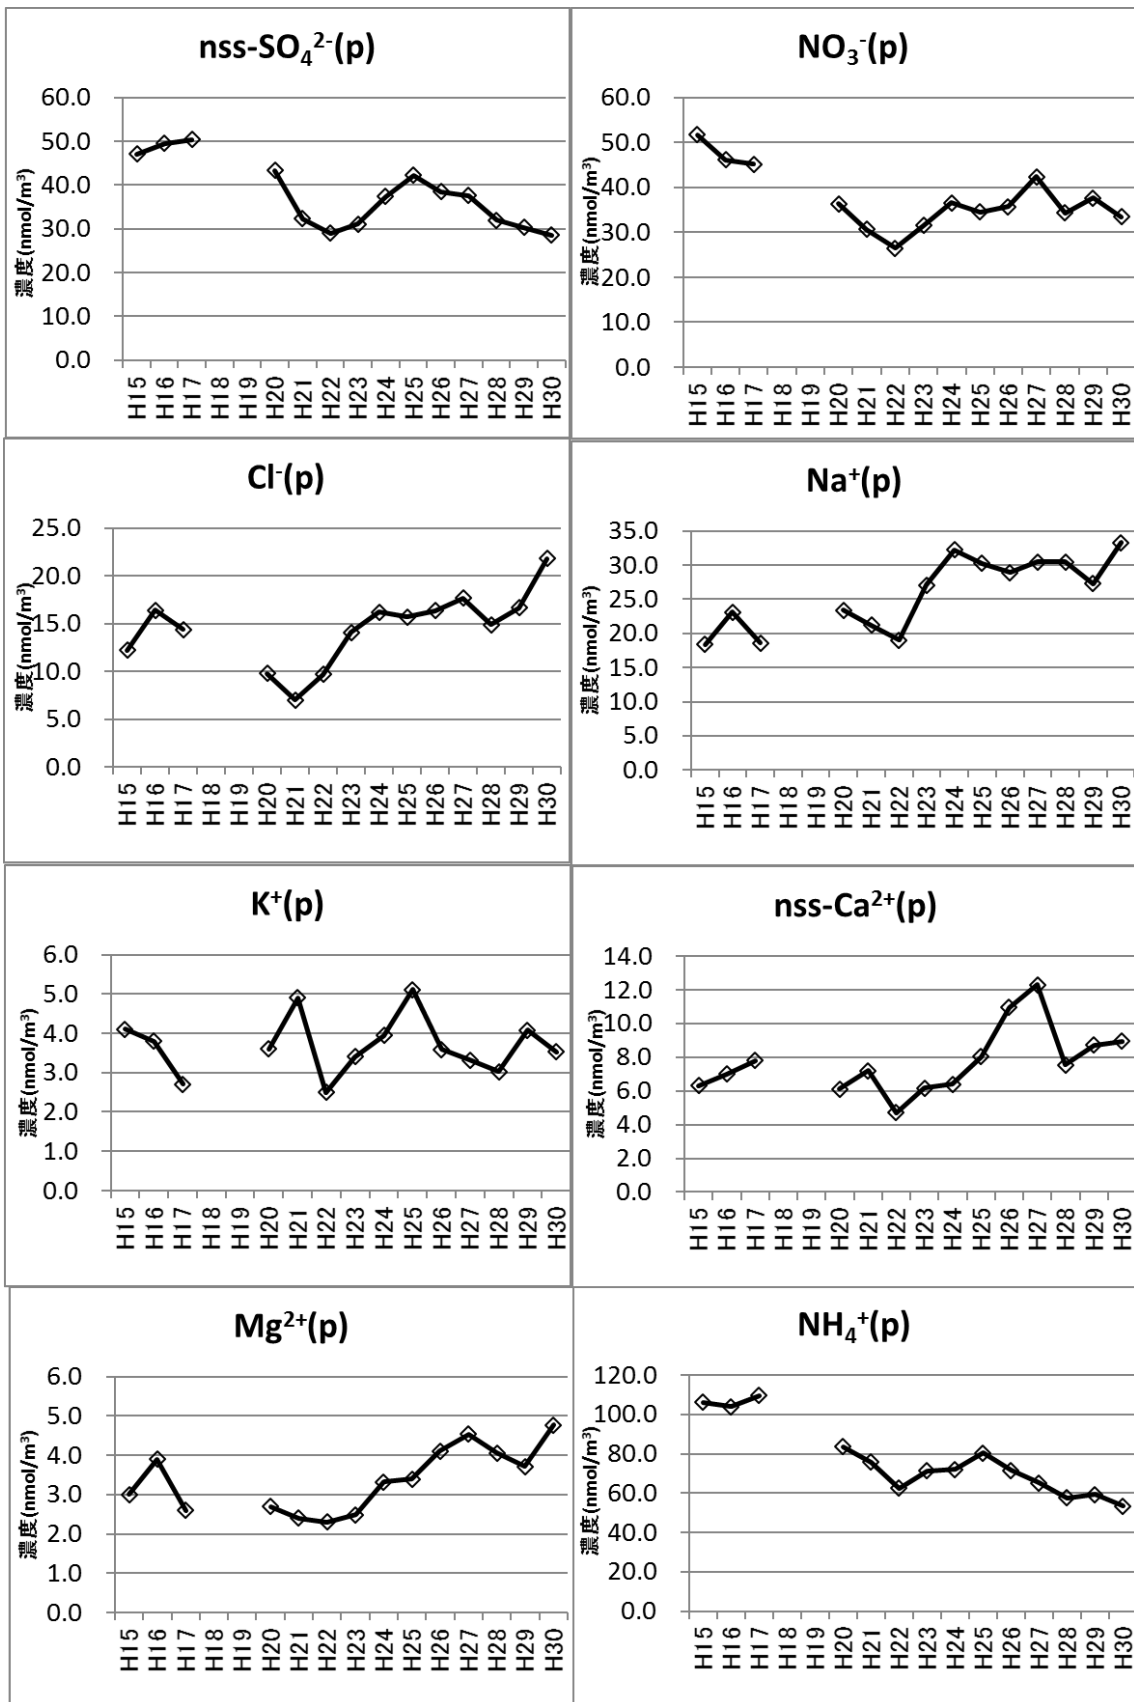 nss-SO₄²⁻(p)
濃度(nmol/m³)
60.0
50.0
40.0
30.0
20.0
10.0
0.0
H15 H16 H17 H18 H19 H20 H21 H22 H23 H24 H25 H26 H27 H28 H29 H30
NO₃⁻(p)
濃度(nmol/m³)
60.0
50.0
40.0
30.0
20.0
10.0
0.0
H15 H16 H17 H18 H19 H20 H21 H22 H23 H24 H25 H26 H27 H28 H29 H30
Cl⁻(p)
濃度(nmol/m³)
25.0
20.0
15.0
10.0
5.0
0.0
H15 H16 H17 H18 H19 H20 H21 H22 H23 H24 H25 H26 H27 H28 H29 H30
Na⁺(p)
濃度(nmol/m³)
35.0
30.0
25.0
20.0
15.0
10.0
5.0
0.0
H15 H16 H17 H18 H19 H20 H21 H22 H23 H24 H25 H26 H27 H28 H29 H30
K⁺(p)
濃度(nmol/m³)
6.0
5.0
4.0
3.0
2.0
1.0
0.0
H15 H16 H17 H18 H19 H20 H21 H22 H23 H24 H25 H26 H27 H28 H29 H30
nss-Ca²⁺(p)
濃度(nmol/m³)
14.0
12.0
10.0
8.0
6.0
4.0
2.0
0.0
H15 H16 H17 H18 H19 H20 H21 H22 H23 H24 H25 H26 H27 H28 H29 H30
Mg²⁺(p)
濃度(nmol/m³)
6.0
5.0
4.0
3.0
2.0
1.0
0.0
H15 H16 H17 H18 H19 H20 H21 H22 H23 H24 H25 H26 H27 H28 H29 H30
NH₄⁺(p)
濃度(nmol/m³)
120.0
100.0
80.0
60.0
40.0
20.0
0.0
H15 H16 H17 H18 H19 H20 H21 H22 H23 H24 H25 H26 H27 H28 H29 H30